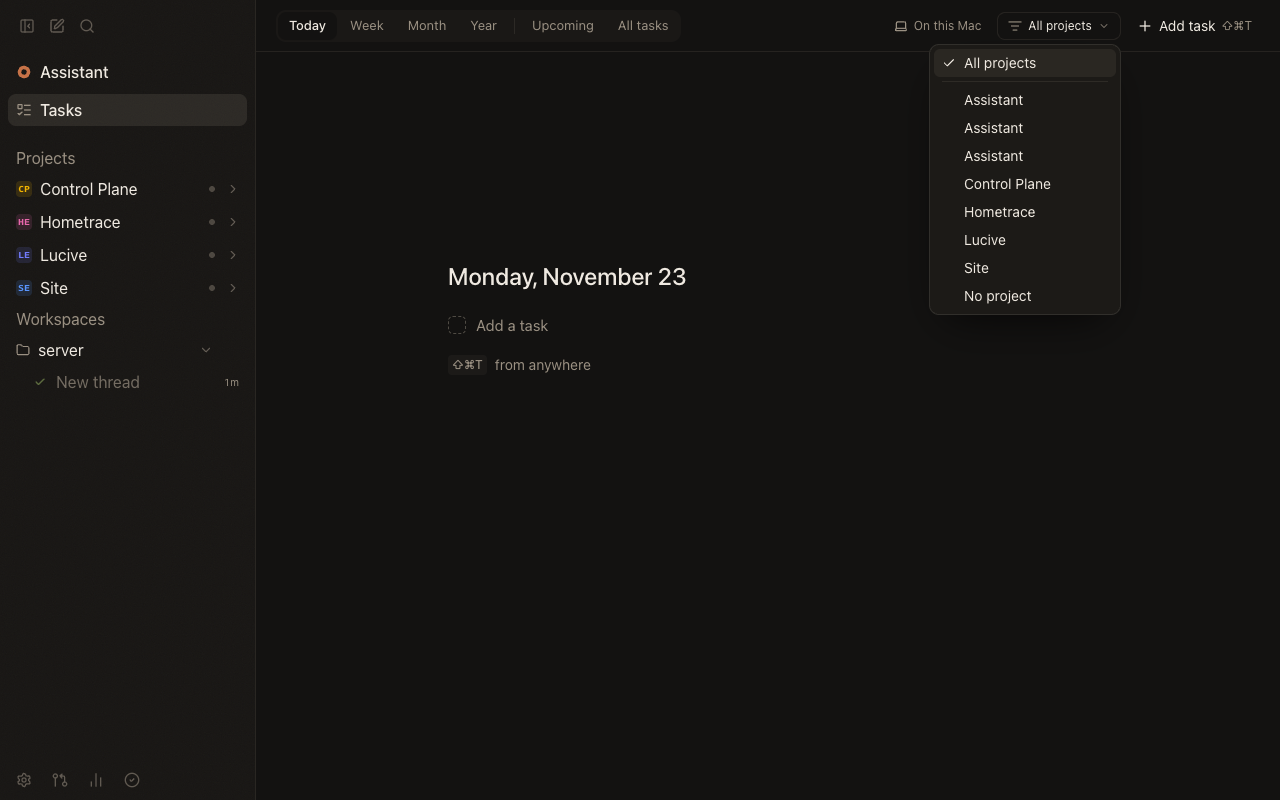 Today Week Month Year Upcoming All tasks On this Mac All projects Add task ⇧⌘T
Assistant
Tasks
Projects
CP Control Plane
HE Hometrace
LE Lucive
SE Site
Workspaces
server
New thread 1m
All projects
Assistant
Assistant
Assistant
Control Plane
Hometrace
Lucive
Site
No project
Monday, November 23
Add a task
⇧⌘T from anywhere